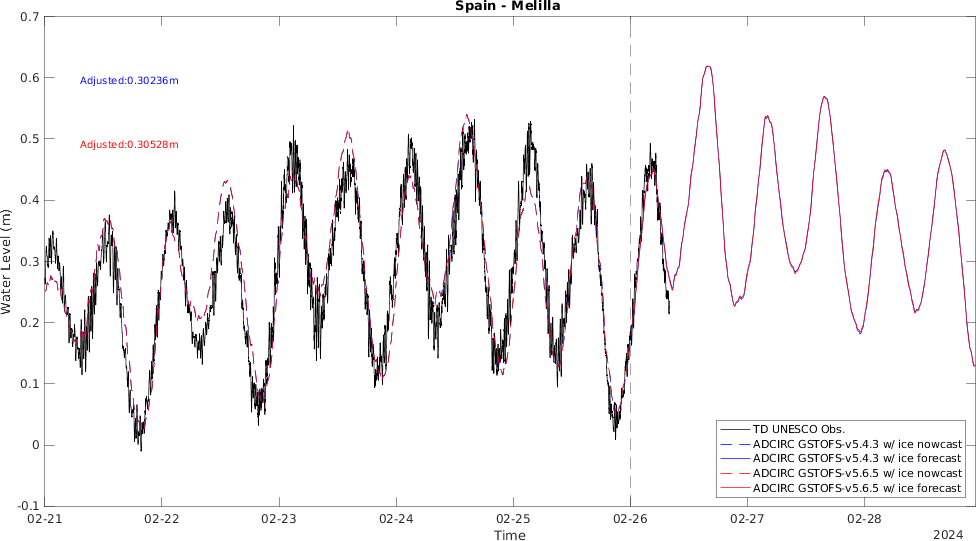 Spain - Melilla
0.7
0.6
0.5
0.4
0.3
0.2
0.1
0
-0.1
Water Level (m)
Adjusted:0.30236m
Adjusted:0.30528m
TD UNESCO Obs.
ADCIRC GSTOFS-v5.4.3 w/ ice nowcast
ADCIRC GSTOFS-v5.4.3 w/ ice forecast
ADCIRC GSTOFS-v5.6.5 w/ ice nowcast
ADCIRC GSTOFS-v5.6.5 w/ ice forecast
02-21 02-22 02-23 02-24 02-25 02-26 02-27 02-28
Time
2024